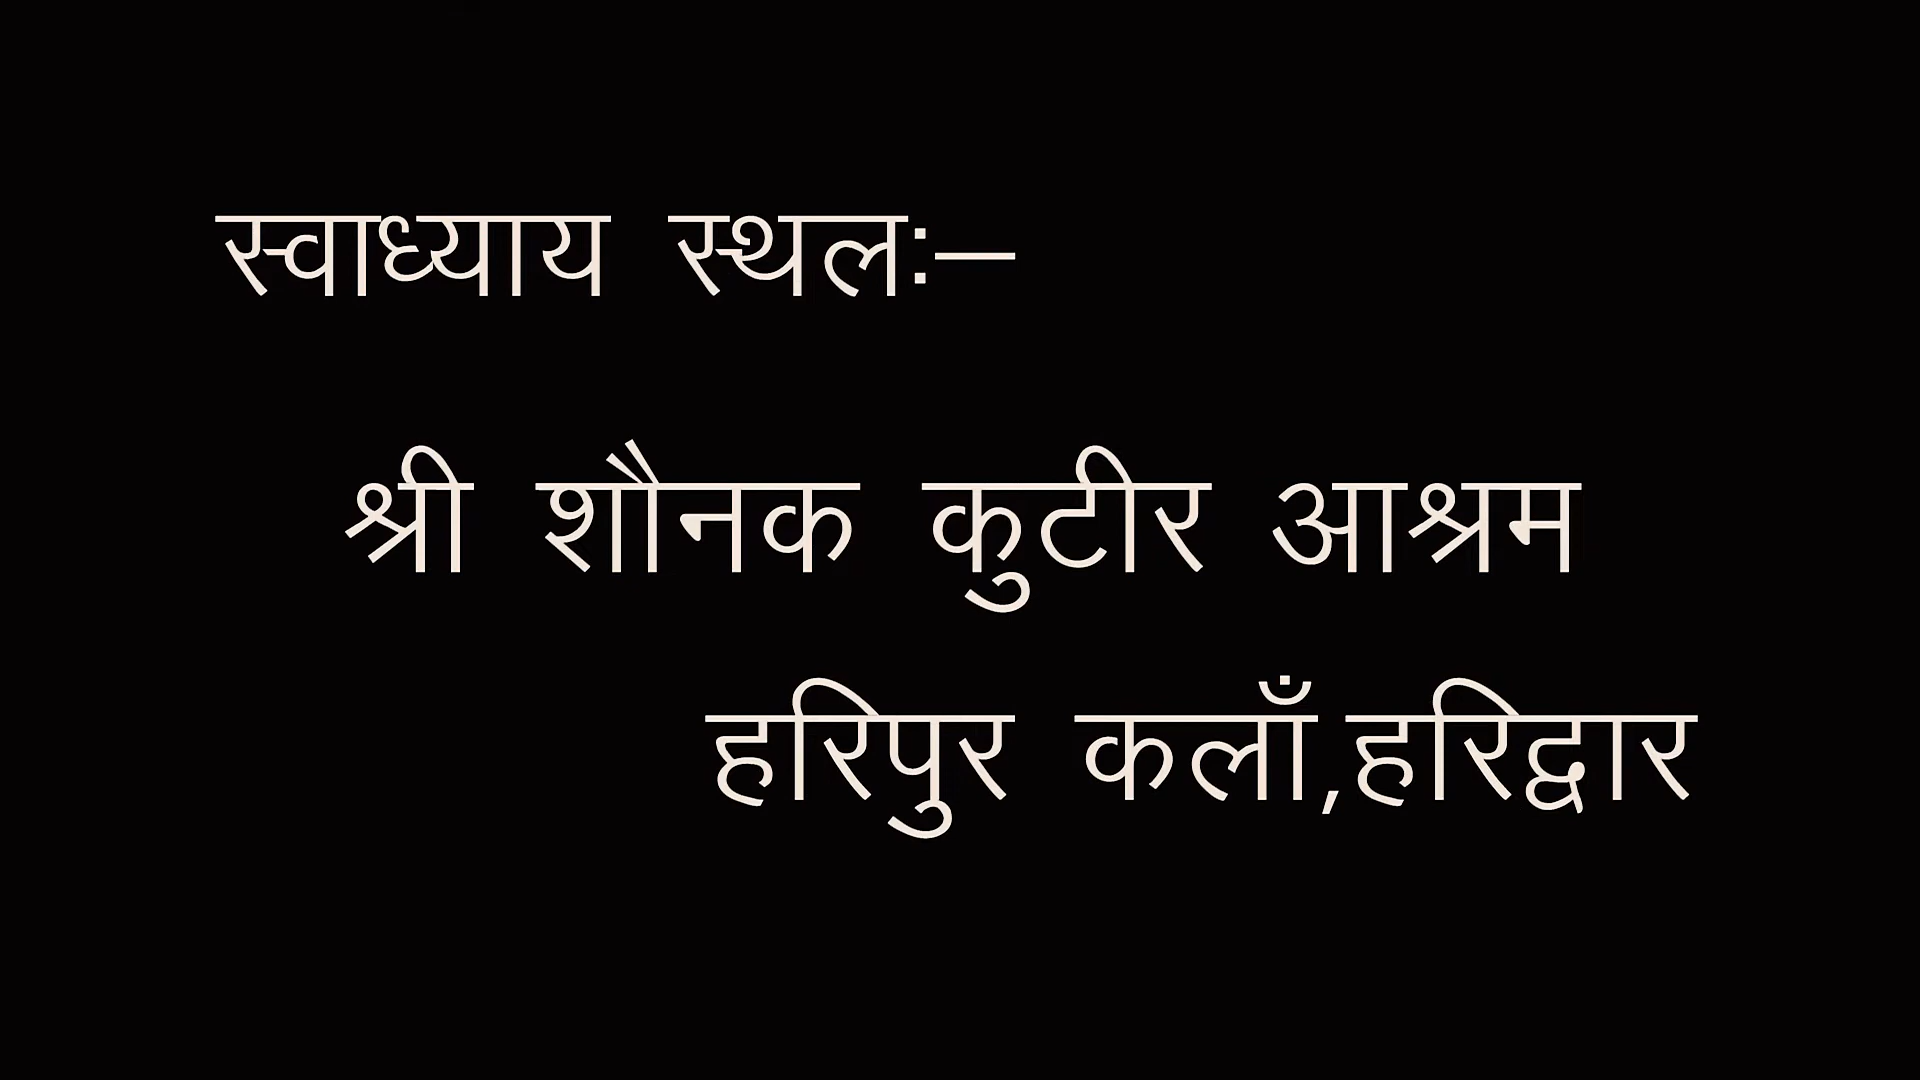 स्वाध्याय स्थलः–
श्री शौनक कुटीर आश्रम
हरिपुर कलाँ,हरिद्वार